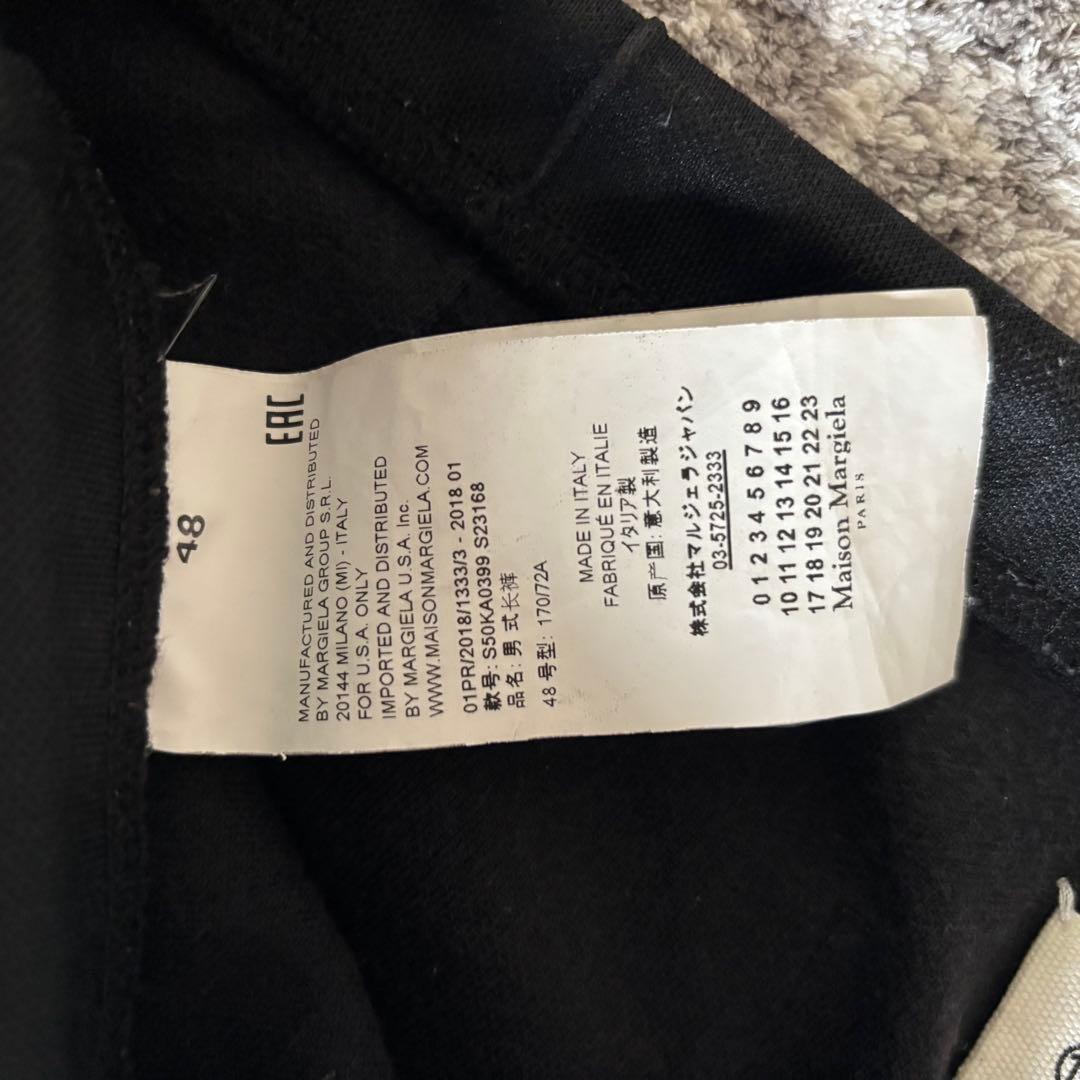 48
EAC
MANUFACTURED AND DISTRIBUTED
BY MARGIELA GROUP S.R.L.
20144 MILANO (MI) - ITALY
FOR U.S.A. ONLY
IMPORTED AND DISTRIBUTED
BY MARGIELA U.S.A. Inc.
WWW.MAISONMARGIELA.COM
01PR/2018/1333/3 - 2018 01
款号: S50KA0399 S23168
品名: 男 式 长裤
48 号型: 170/72A
MADE IN ITALY
FABRIQUÉ EN ITALIE
イタリア製
原产国: 意大利製造
株式会社マルジェラジャパン
03-5725-2333
0 1 2 3 4 5 6 7 8 9
10 11 12 13 14 15 16
17 18 19 20 21 22 23
Maison Margiela
PARIS